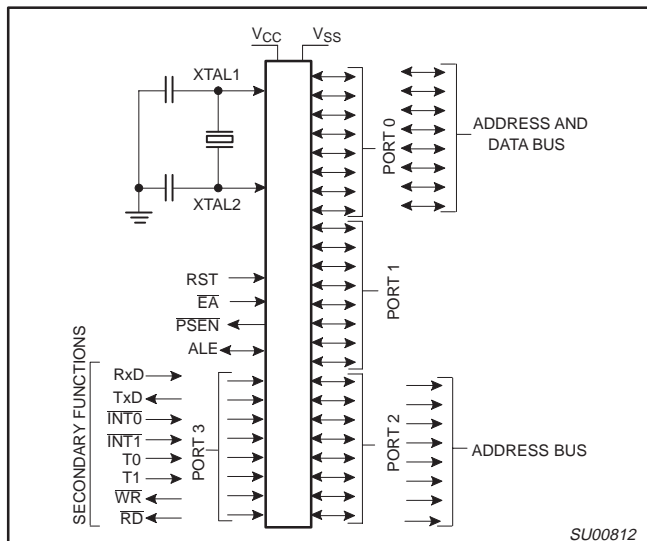 VCC VSS
XTAL1
XTAL2
ADDRESS AND
DATA BUS
PORT 0
PORT 1
RST
EA
PSEN
ALE
SECONDARY FUNCTIONS
RxD
TxD
INT0
INT1
T0
T1
WR
RD
PORT 3
PORT 2
ADDRESS BUS
SU00812